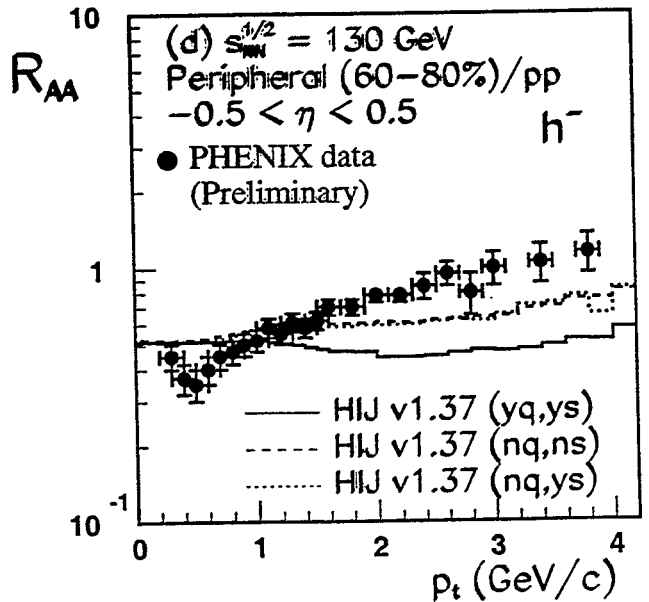 10
(d) s_NN^1/2 = 130 GeV
R_AA
Peripheral (60-80%)/pp
-0.5 < η < 0.5
h⁻
● PHENIX data
(Preliminary)
1
HIJ v1.37 (yq,ys)
HIJ v1.37 (nq,ns)
HIJ v1.37 (nq,ys)
10⁻¹
0 1 2 3 4
p_t (GeV/c)